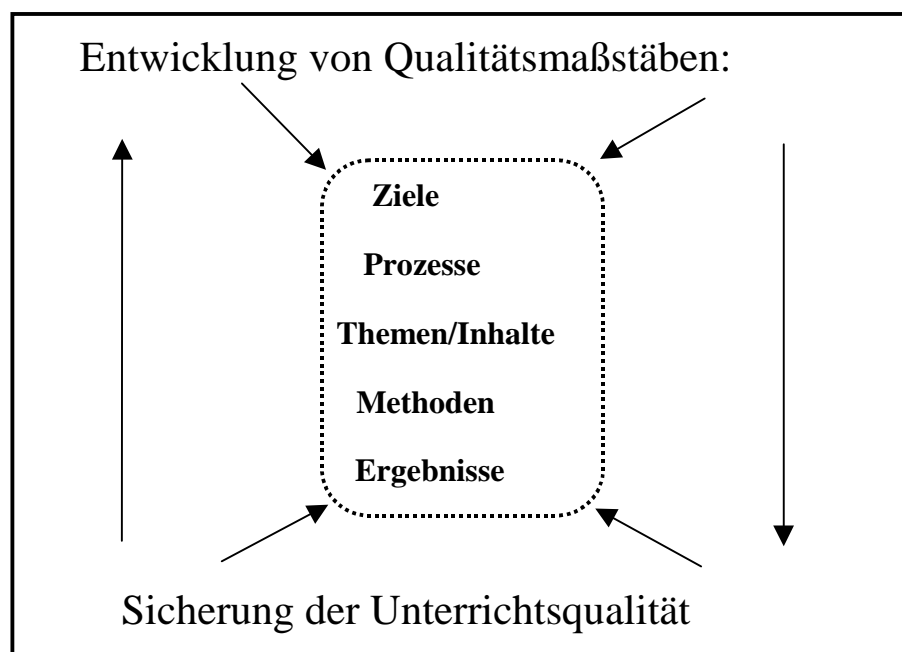 Entwicklung von Qualitätsmaßstäben:
Ziele
Prozesse
Themen/Inhalte
Methoden
Ergebnisse
Sicherung der Unterrichtsqualität